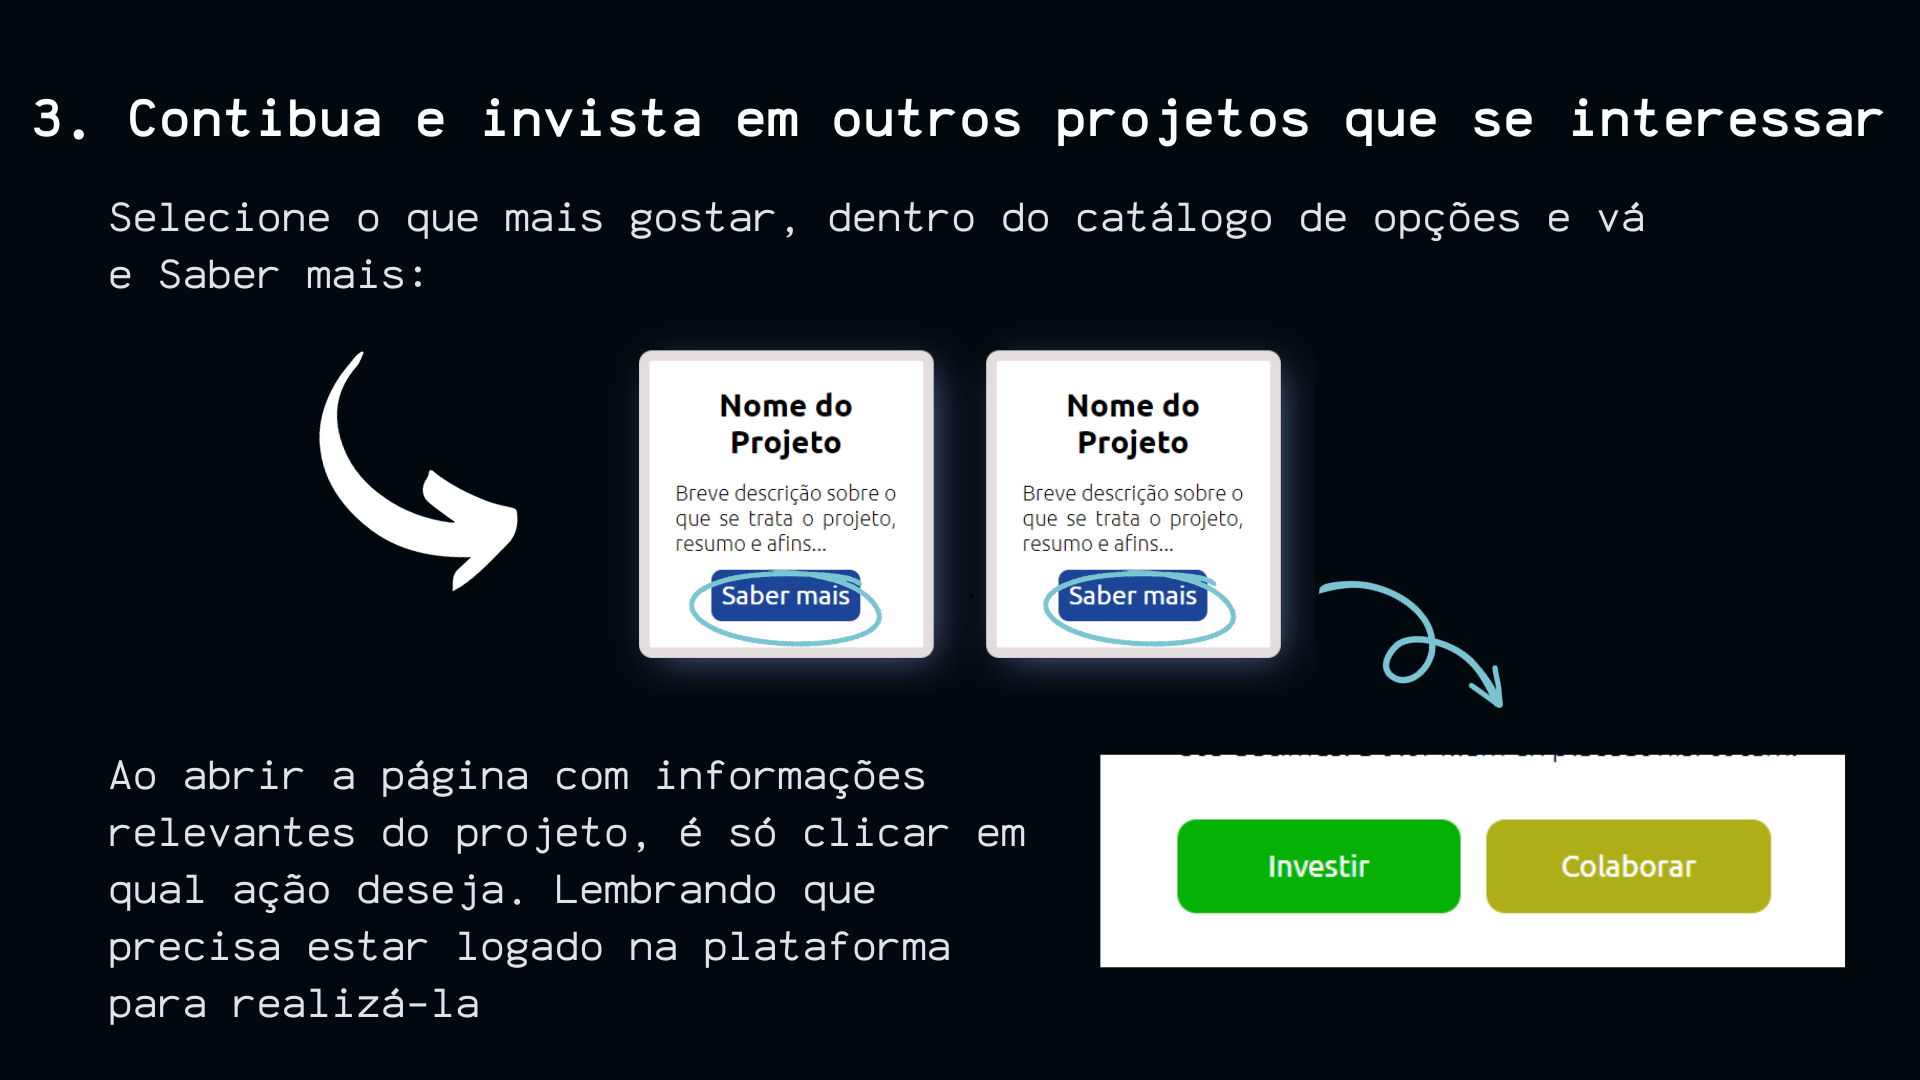 3. Contibua e invista em outros projetos que se interessar
Selecione o que mais gostar, dentro do catálogo de opções e vá
e Saber mais:
Nome do
Projeto
Breve descrição sobre o
que se trata o projeto,
resumo e afins...
Saber mais
Nome do
Projeto
Breve descrição sobre o
que se trata o projeto,
resumo e afins...
Saber mais
Ao abrir a página com informações
relevantes do projeto, é só clicar em
qual ação deseja. Lembrando que
precisa estar logado na plataforma
para realizá-la
Investir
Colaborar